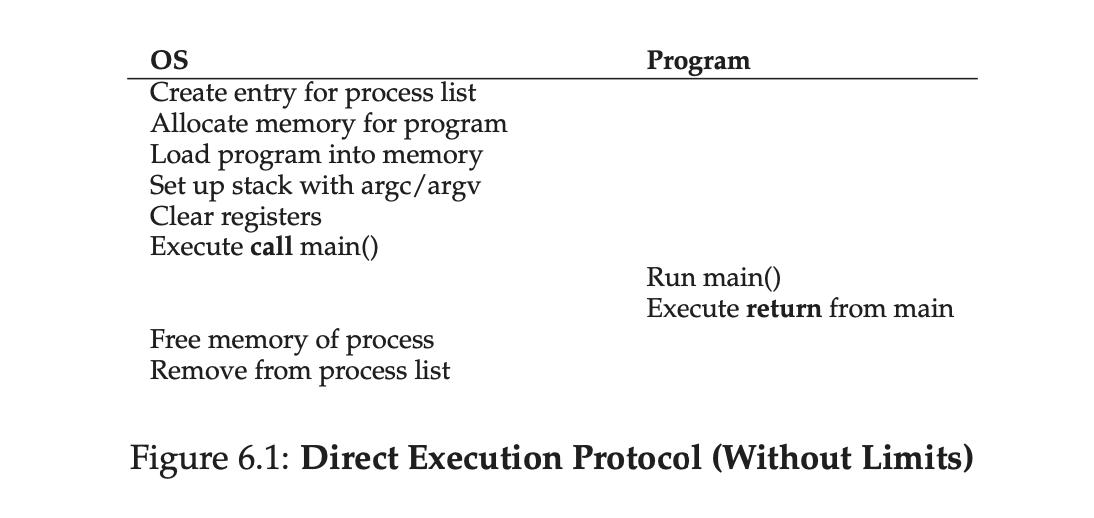 OS Program
Create entry for process list
Allocate memory for program
Load program into memory
Set up stack with argc/argv
Clear registers
Execute call main()
Run main()
Execute return from main
Free memory of process
Remove from process list
Figure 6.1: Direct Execution Protocol (Without Limits)